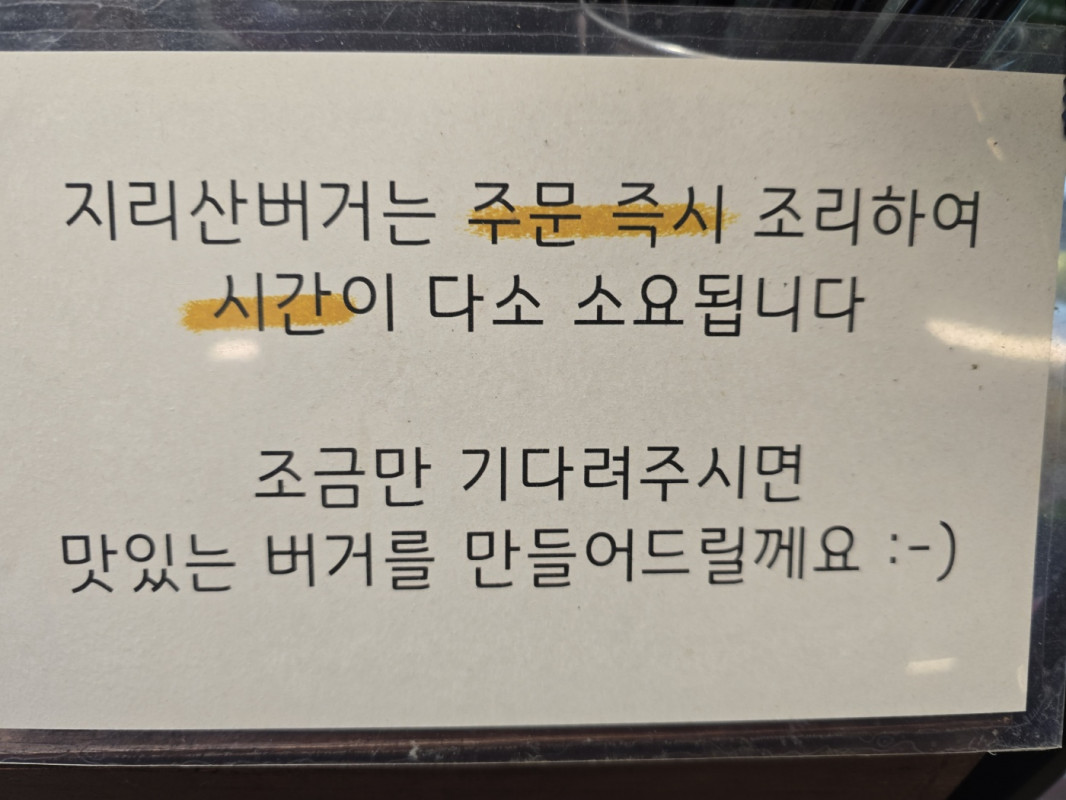 지리산버거는 주문 즉시 조리하여
시간이 다소 소요됩니다
조금만 기다려주시면
맛있는 버거를 만들어드릴께요 :-)